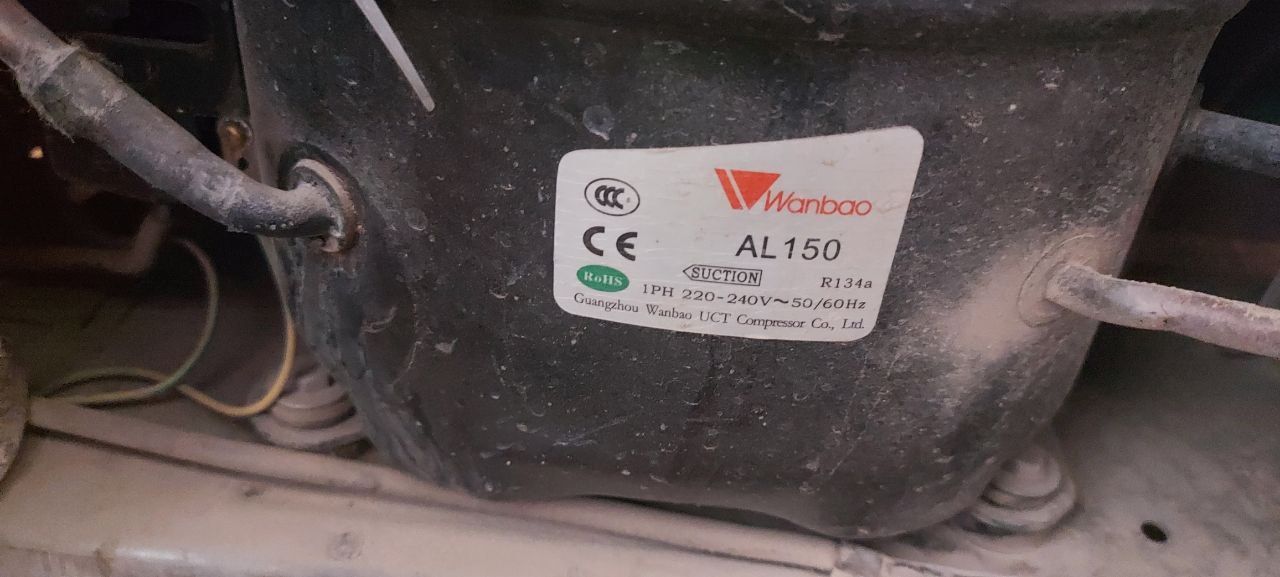 CCC
Wanbao
CE
AL150
RoHS
SUCTION
R134a
1PH 220-240V~50/60Hz
Guangzhou Wanbao UCT Compressor Co., Ltd.